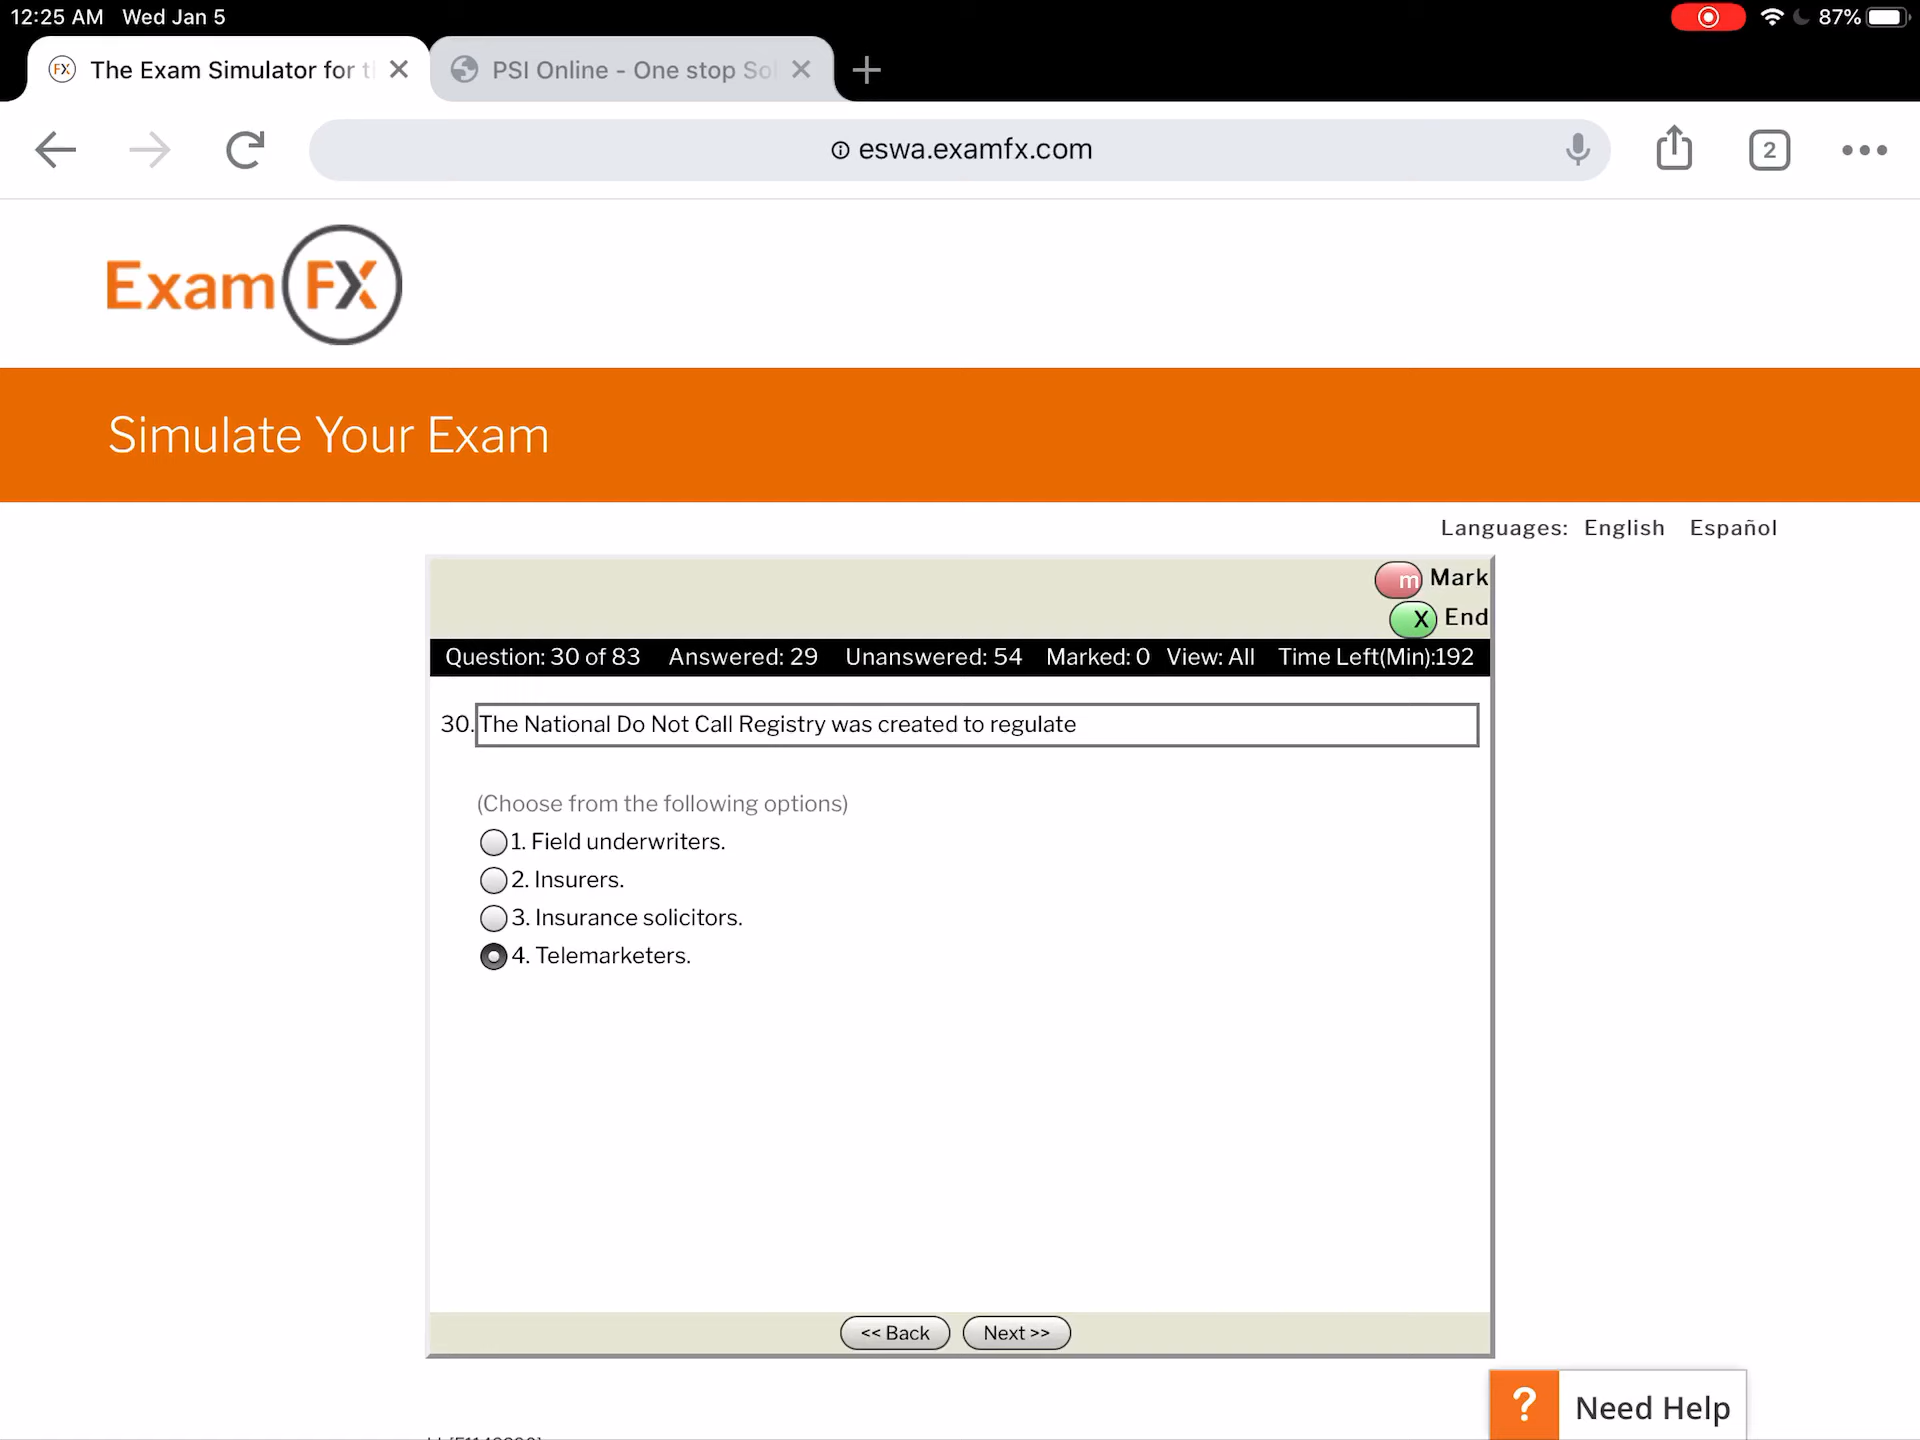 12:25 AM Wed Jan 5
87%
The Exam Simulator for t
PSI Online - One stop Sol
eswa.examfx.com
2
Exam FX
Simulate Your Exam
Languages: English Español
m Mark
X End
Question: 30 of 83 Answered: 29 Unanswered: 54 Marked: 0 View: All Time Left(Min):192
30. The National Do Not Call Registry was created to regulate
(Choose from the following options)
1. Field underwriters.
2. Insurers.
3. Insurance solicitors.
4. Telemarketers.
<< Back Next >>
? Need Help